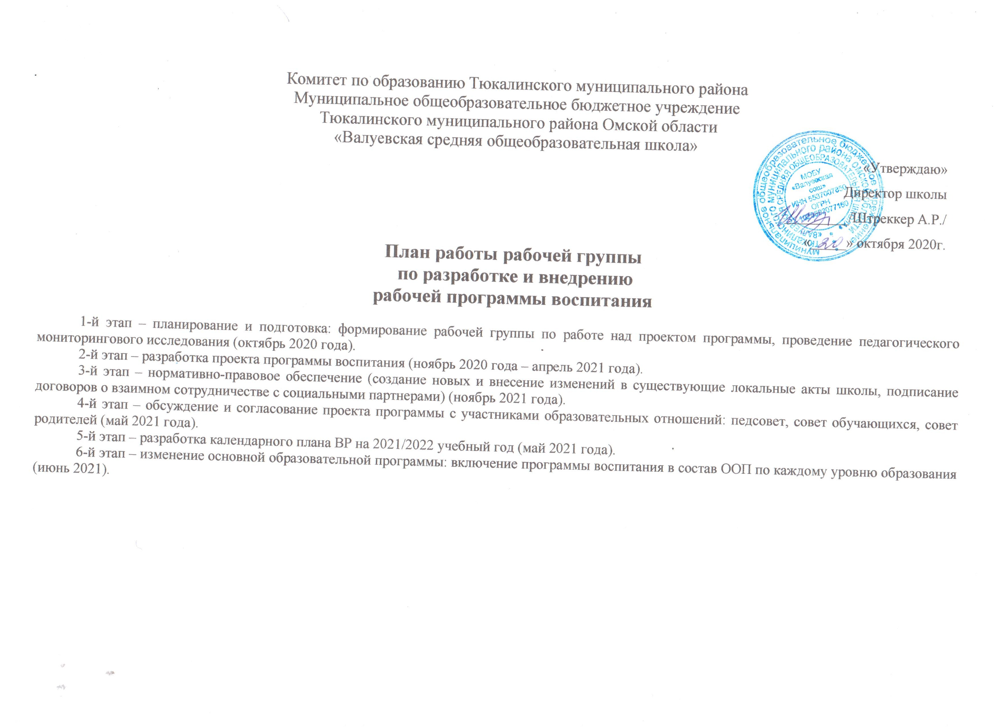 Комитет по образованию Тюкалинского муниципального района
Муниципальное общеобразовательное бюджетное учреждение
Тюкалинского муниципального района Омской области
«Валуевская средняя общеобразовательная школа»
«Утверждаю»
Директор школы
/Штреккер А.Р./
«20» октября 2020г.
МОБУ
«Валуевская
сош»
ИНН 5537007850
ОГРН
План работы рабочей группы
по разработке и внедрению
рабочей программы воспитания
1-й этап – планирование и подготовка: формирование рабочей группы по работе над проектом программы, проведение педагогического
мониторингового исследования (октябрь 2020 года).
2-й этап – разработка проекта программы воспитания (ноябрь 2020 года – апрель 2021 года).
3-й этап – нормативно-правовое обеспечение (создание новых и внесение изменений в существующие локальные акты школы, подписание
договоров о взаимном сотрудничестве с социальными партнерами) (ноябрь 2021 года).
4-й этап – обсуждение и согласование проекта программы с участниками образовательных отношений: педсовет, совет обучающихся, совет
родителей (май 2021 года).
5-й этап – разработка календарного плана ВР на 2021/2022 учебный год (май 2021 года).
6-й этап – изменение основной образовательной программы: включение программы воспитания в состав ООП по каждому уровню образования
(июнь 2021).